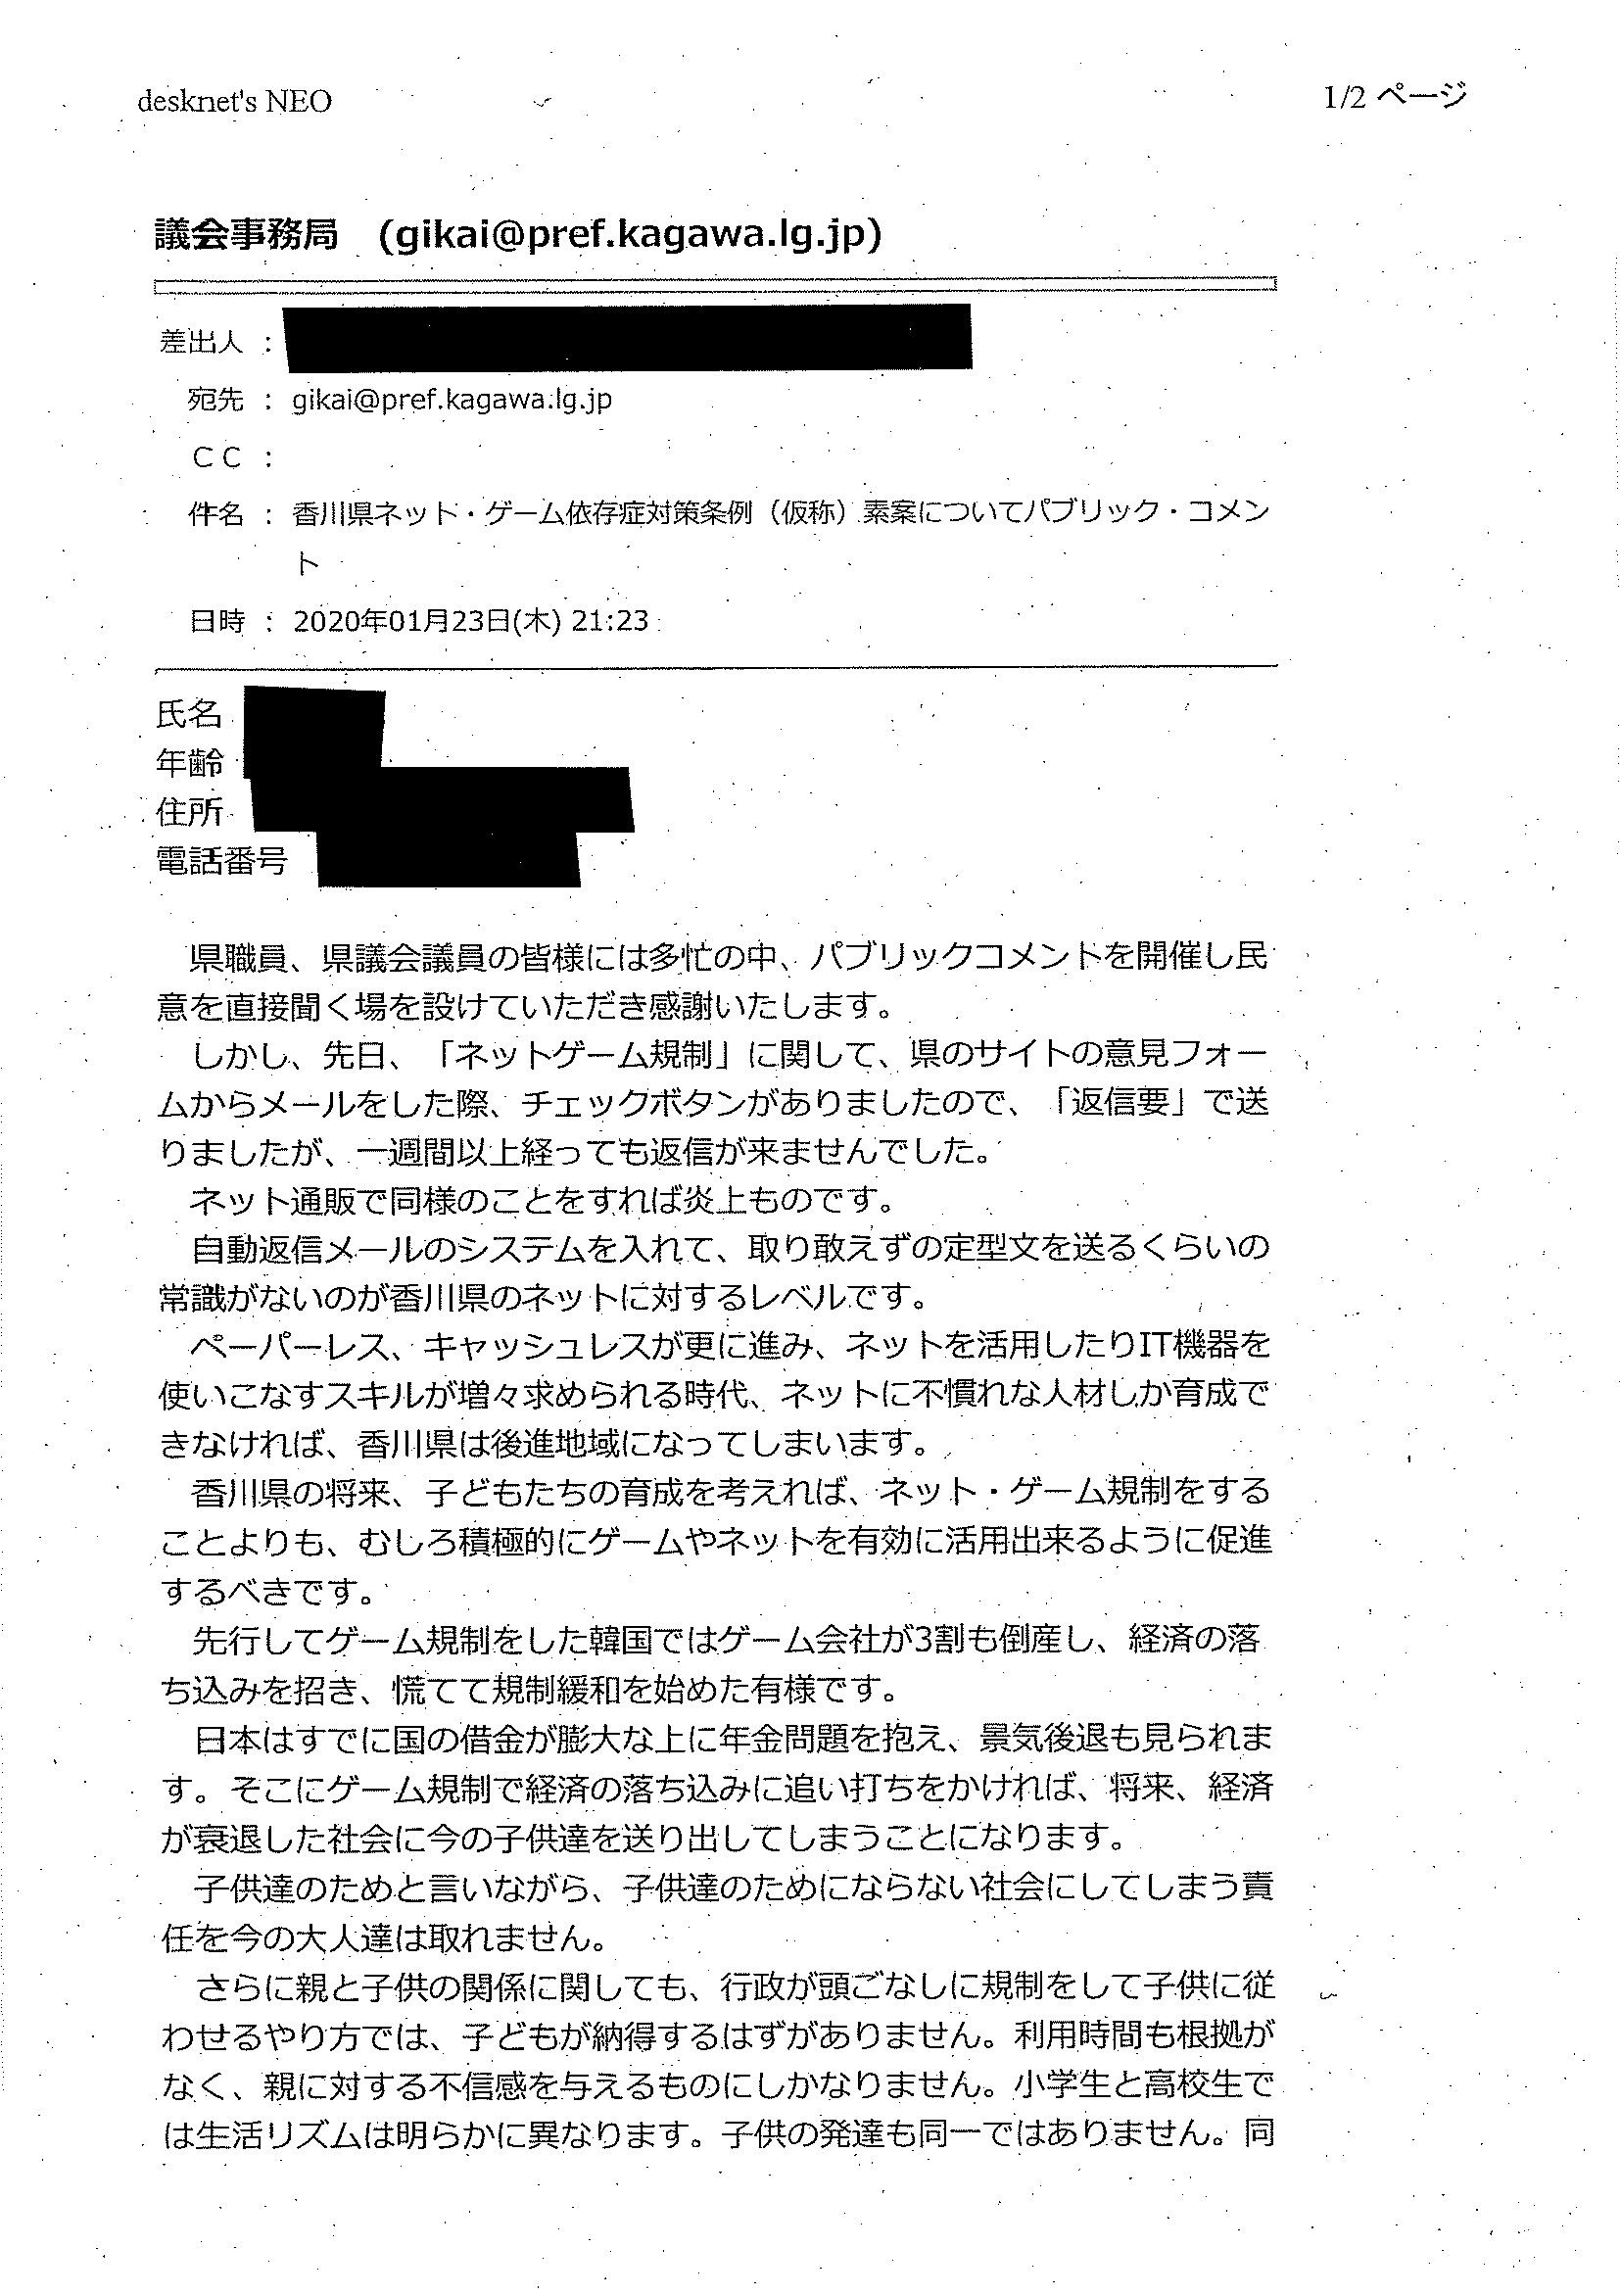 desknet's NEO
1/2 ページ
議会事務局　(gikai@pref.kagawa.lg.jp)
差出人 ：
宛先 ： gikai@pref.kagawa.lg.jp
ＣＣ ：
件名 ： 香川県ネット・ゲーム依存症対策条例（仮称）素案についてパブリック・コメン
ト
日時 ： 2020年01月23日(木) 21:23
氏名
年齢
住所
電話番号
　県職員、県議会議員の皆様には多忙の中、パブリックコメントを開催し民
意を直接聞く場を設けていただき感謝いたします。
　しかし、先日、「ネットゲーム規制」に関して、県のサイトの意見フォー
ムからメールをした際、チェックボタンがありましたので、「返信要」で送
りましたが、一週間以上経っても返信が来ませんでした。
　ネット通販で同様のことをすれば炎上ものです。
　自動返信メールのシステムを入れて、取り敢えずの定型文を送るくらいの
常識がないのが香川県のネットに対するレベルです。
　ペーパーレス、キャッシュレスが更に進み、ネットを活用したりIT機器を
使いこなすスキルが増々求められる時代、ネットに不慣れな人材しか育成で
きなければ、香川県は後進地域になってしまいます。
　香川県の将来、子どもたちの育成を考えれば、ネット・ゲーム規制をする
ことよりも、むしろ積極的にゲームやネットを有効に活用出来るように促進
するべきです。
　先行してゲーム規制をした韓国ではゲーム会社が3割も倒産し、経済の落
ち込みを招き、慌てて規制緩和を始めた有様です。
　日本はすでに国の借金が膨大な上に年金問題を抱え、景気後退も見られま
す。そこにゲーム規制で経済の落ち込みに追い打ちをかければ、将来、経済
が衰退した社会に今の子供達を送り出してしまうことになります。
　子供達のためと言いながら、子供達のためにならない社会にしてしまう責
任を今の大人達は取れません。
　さらに親と子供の関係に関しても、行政が頭ごなしに規制をして子供に従
わせるやり方では、子どもが納得するはずがありません。利用時間も根拠が
なく、親に対する不信感を与えるものにしかなりません。小学生と高校生で
は生活リズムは明らかに異なります。子供の発達も同一ではありません。同